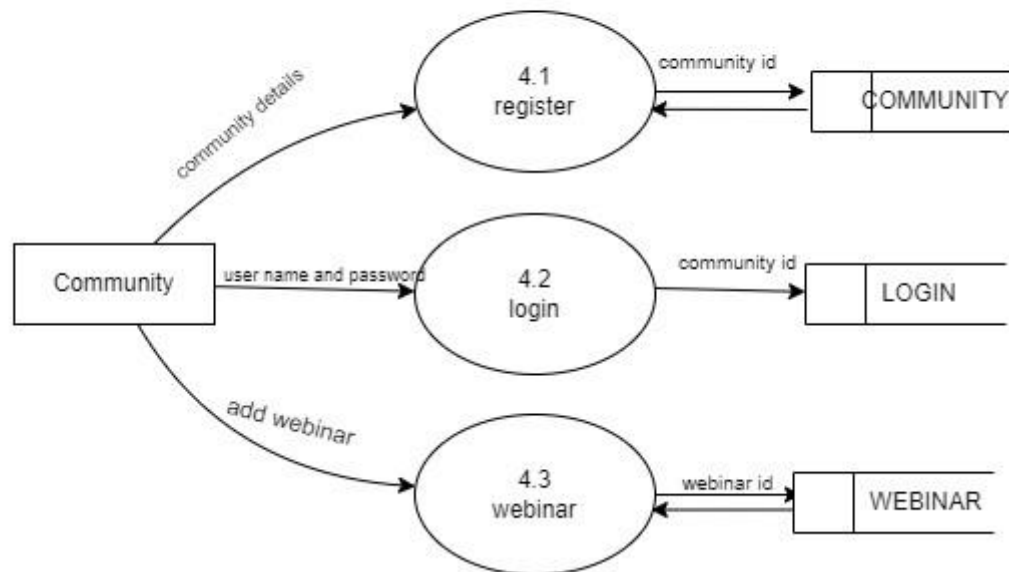 4.1
register
community id
COMMUNITY
community details
Community
user name and password
4.2
login
community id
LOGIN
add webinar
4.3
webinar
webinar id
WEBINAR